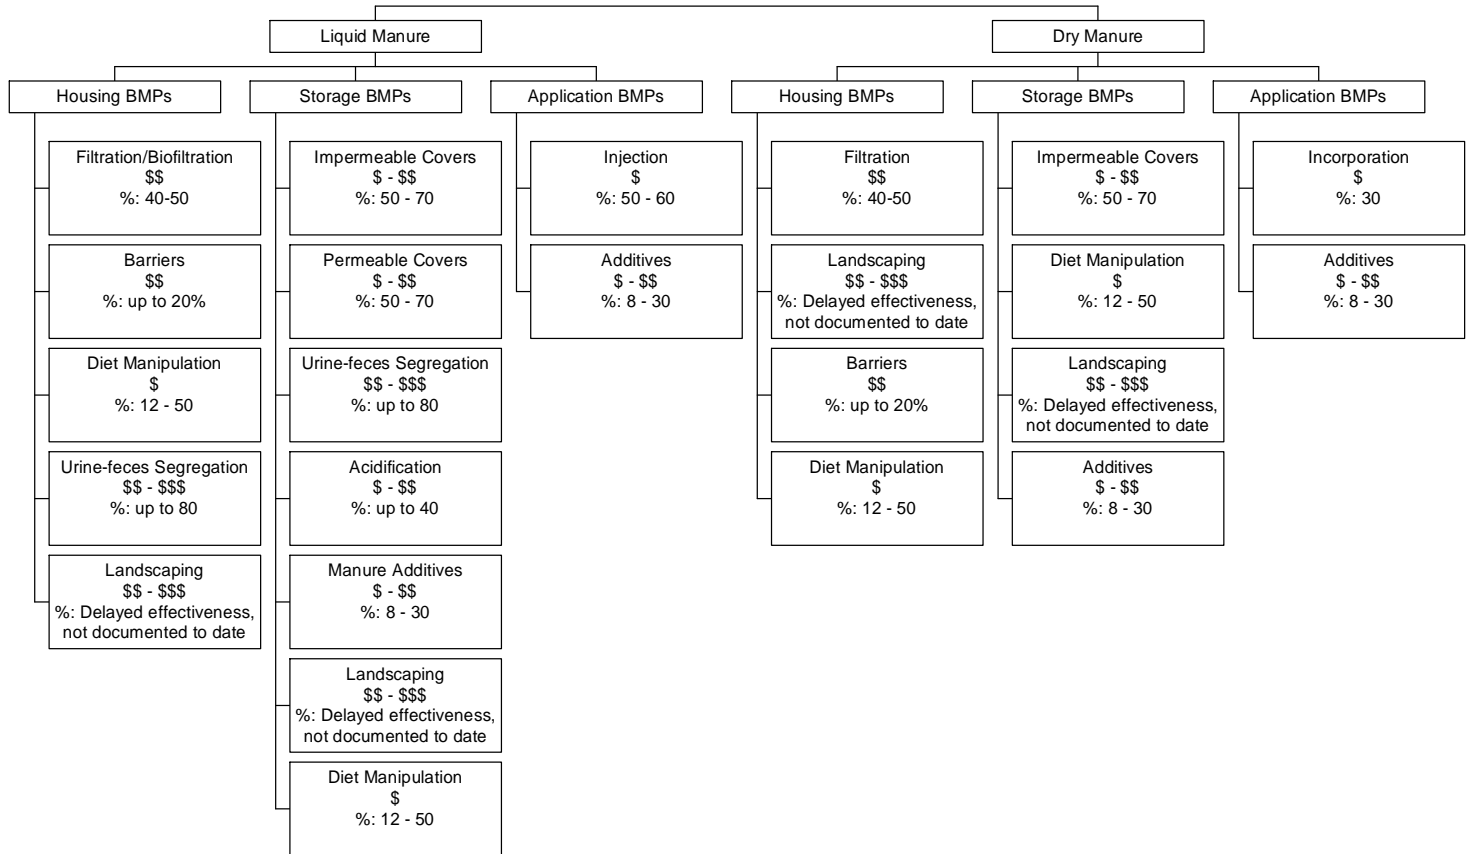 Liquid Manure
Dry Manure
Housing BMPs
Storage BMPs
Application BMPs
Housing BMPs
Storage BMPs
Application BMPs
Filtration/Biofiltration
$$
%: 40-50
Barriers
$$
%: up to 20%
Diet Manipulation
$
%: 12 - 50
Urine-feces Segregation
$$ - $$$
%: up to 80
Landscaping
$$ - $$$
%: Delayed effectiveness,
not documented to date
Impermeable Covers
$ - $$
%: 50 - 70
Permeable Covers
$ - $$
%: 50 - 70
Urine-feces Segregation
$$ - $$$
%: up to 80
Acidification
$ - $$
%: up to 40
Manure Additives
$ - $$
%: 8 - 30
Landscaping
$$ - $$$
%: Delayed effectiveness,
not documented to date
Diet Manipulation
$
%: 12 - 50
Injection
$
%: 50 - 60
Additives
$ - $$
%: 8 - 30
Filtration
$$
%: 40-50
Landscaping
$$ - $$$
%: Delayed effectiveness,
not documented to date
Barriers
$$
%: up to 20%
Diet Manipulation
$
%: 12 - 50
Impermeable Covers
$ - $$
%: 50 - 70
Diet Manipulation
$
%: 12 - 50
Landscaping
$$ - $$$
%: Delayed effectiveness,
not documented to date
Additives
$ - $$
%: 8 - 30
Incorporation
$
%: 30
Additives
$ - $$
%: 8 - 30